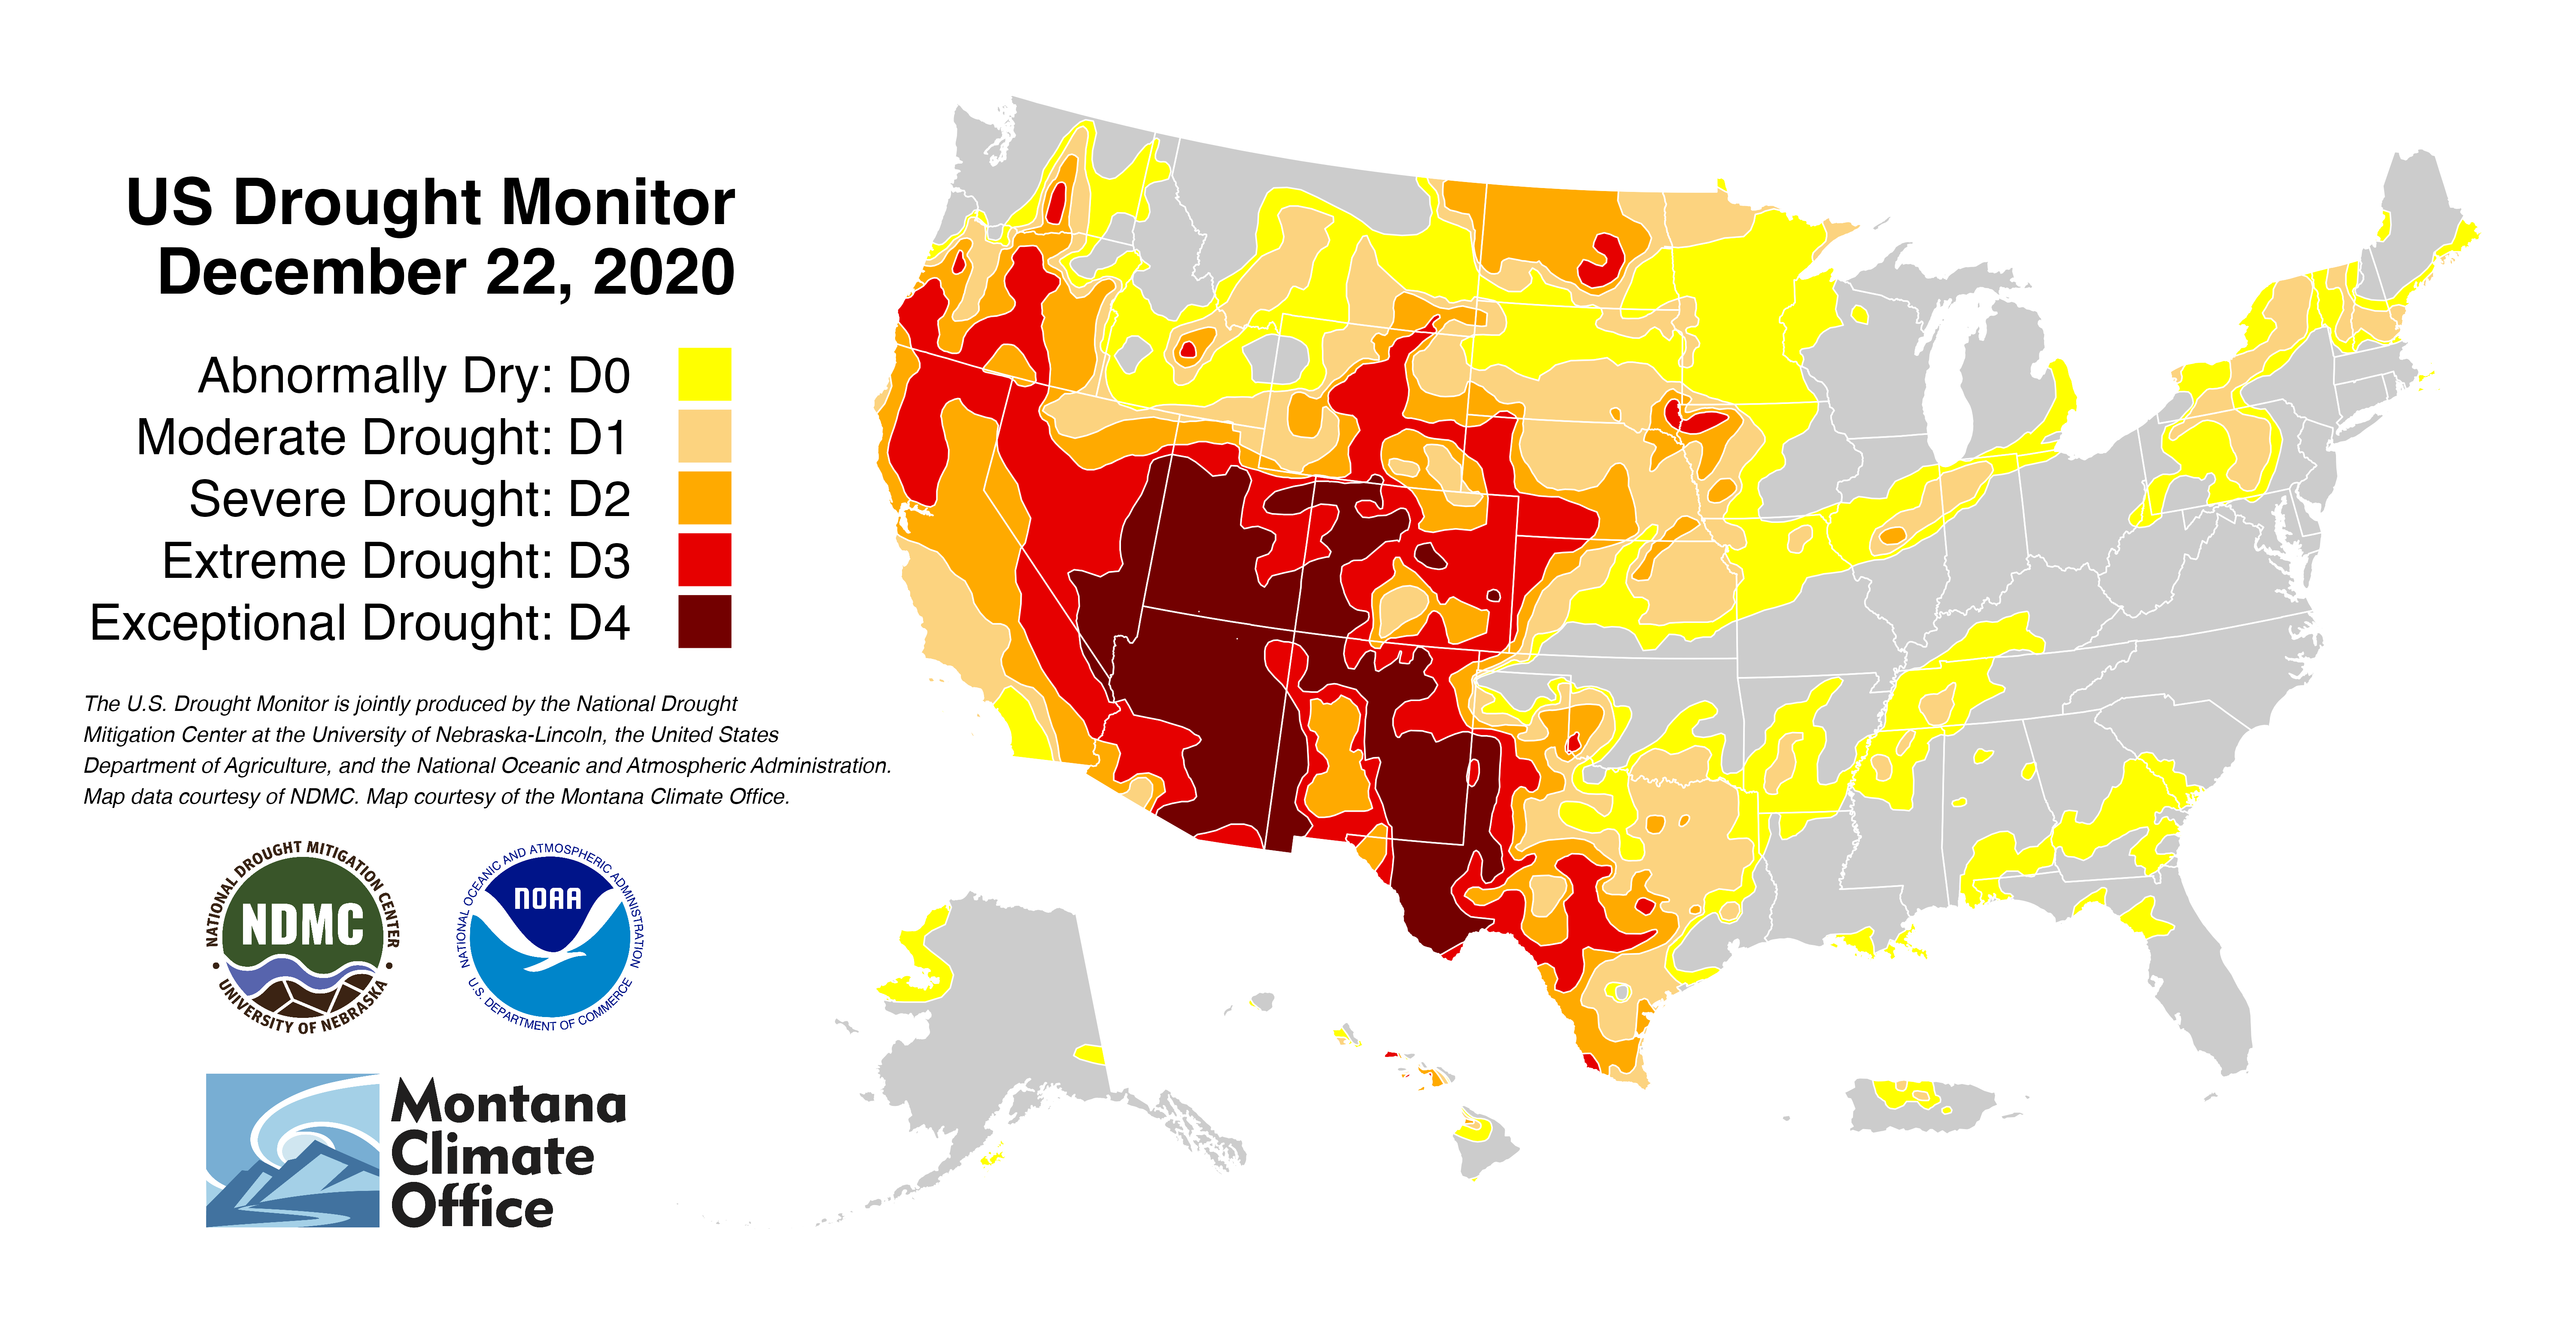 US Drought Monitor
December 22, 2020
Abnormally Dry: D0
Moderate Drought: D1
Severe Drought: D2
Extreme Drought: D3
Exceptional Drought: D4
The U.S. Drought Monitor is jointly produced by the National Drought
Mitigation Center at the University of Nebraska-Lincoln, the United States
Department of Agriculture, and the National Oceanic and Atmospheric Administration.
Map data courtesy of NDMC. Map courtesy of the Montana Climate Office.
NATIONAL DROUGHT MITIGATION CENTER
NDMC
• UNIVERSITY OF NEBRASKA •
NATIONAL OCEANIC AND ATMOSPHERIC ADMINISTRATION
NOAA
U.S. DEPARTMENT OF COMMERCE
Montana
Climate
Office